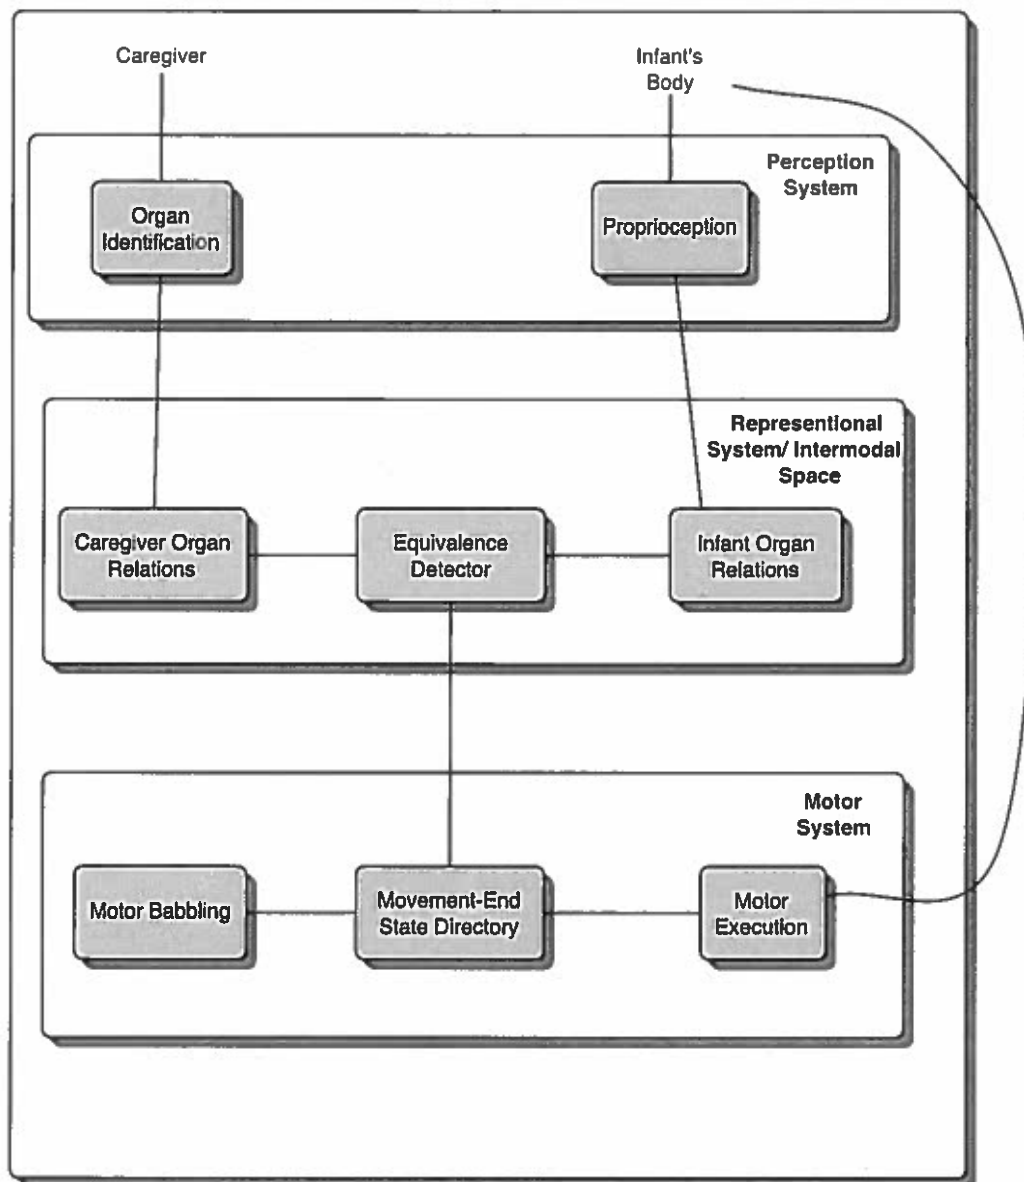 Caregiver
Infant's
Body
Perception
System
Organ
Identification
Proprioception
Representional
System/ Intermodal
Space
Caregiver Organ
Relations
Equivalence
Detector
Infant Organ
Relations
Motor
System
Motor Babbling
Movement-End
State Directory
Motor
Execution